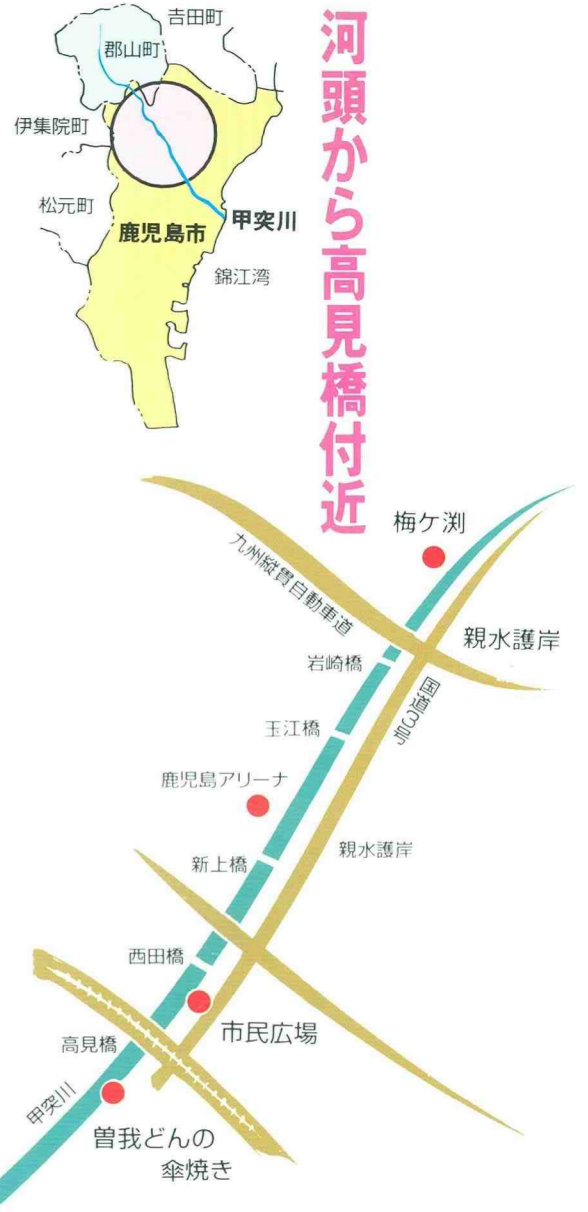 河頭から高見橋付近
𠮷田町
郡山町
伊集院町
松元町
鹿児島市
甲突川
錦江湾
梅ケ渕
九州縦貫自動車道
親水護岸
岩崎橋
国道3号
玉江橋
鹿児島アリーナ
親水護岸
新上橋
西田橋
市民広場
高見橋
甲突川
曽我どんの
傘焼き